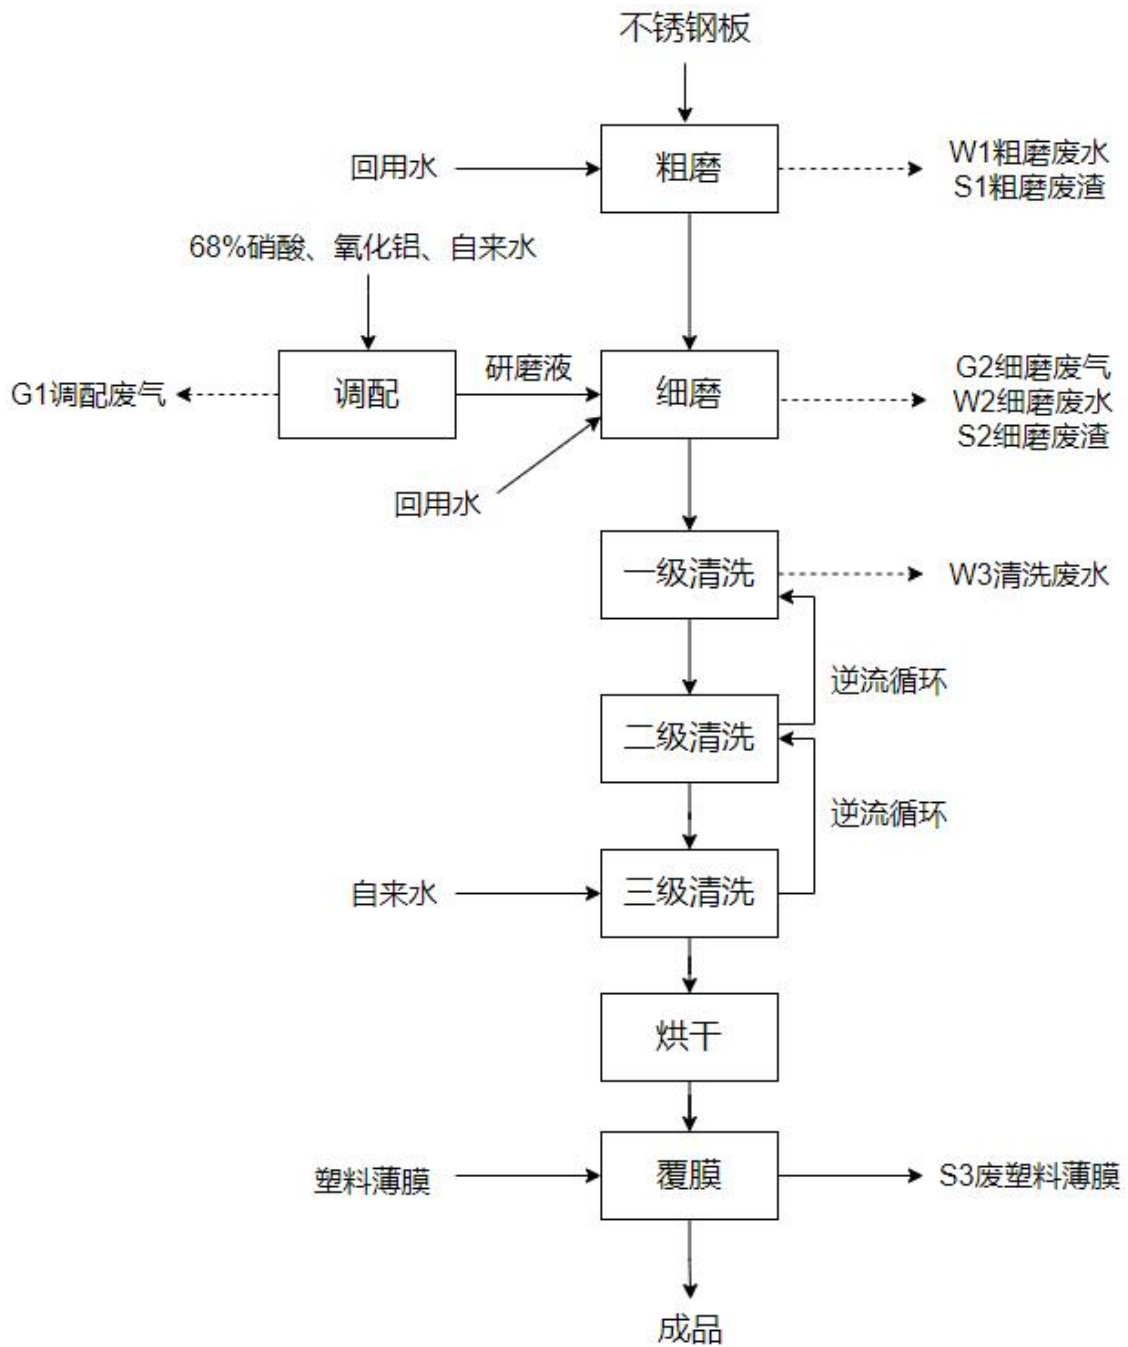 不锈钢板
回用水
粗磨
W1粗磨废水
S1粗磨废渣
68%硝酸、氧化铝、自来水
G1调配废气
调配
研磨液
细磨
G2细磨废气
W2细磨废水
S2细磨废渣
回用水
一级清洗
W3清洗废水
逆流循环
二级清洗
逆流循环
自来水
三级清洗
烘干
塑料薄膜
覆膜
S3废塑料薄膜
成品